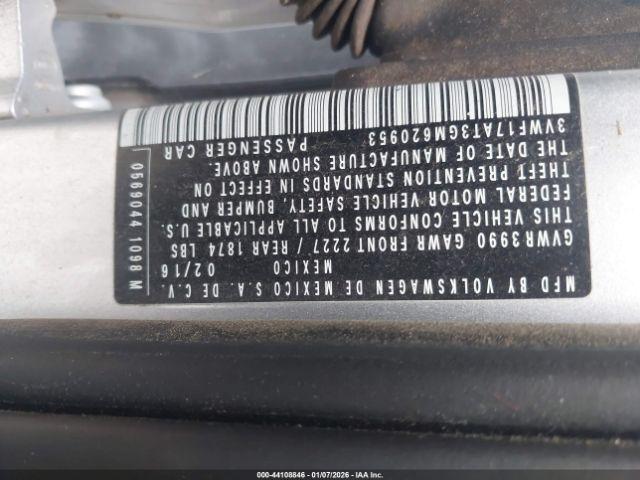 MFD BY VOLKSWAGEN DE MEXICO S.A. DE C.V.
MEXICO
02/16
GVWR 3990 GAWR FRONT 2227 / REAR 1874 LBS
THIS VEHICLE CONFORMS TO ALL APPLICABLE U.S.
FEDERAL MOTOR VEHICLE SAFETY, BUMPER AND
THEFT PREVENTION STANDARDS IN EFFECT ON
THE DATE OF MANUFACTURE SHOWN ABOVE.
3VWF17AT3GM620953
PASSENGER CAR
0569044 1098 M
000-44108846 - 01/07/2026 - IAA Inc.